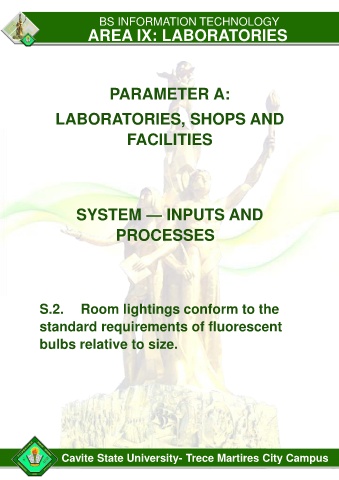 BS INFORMATION TECHNOLOGY
AREA IX: LABORATORIES
PARAMETER A:
LABORATORIES, SHOPS AND
FACILITIES
SYSTEM — INPUTS AND
PROCESSES
S.2. Room lightings conform to the
standard requirements of fluorescent
bulbs relative to size.
Cavite State University- Trece Martires City Campus